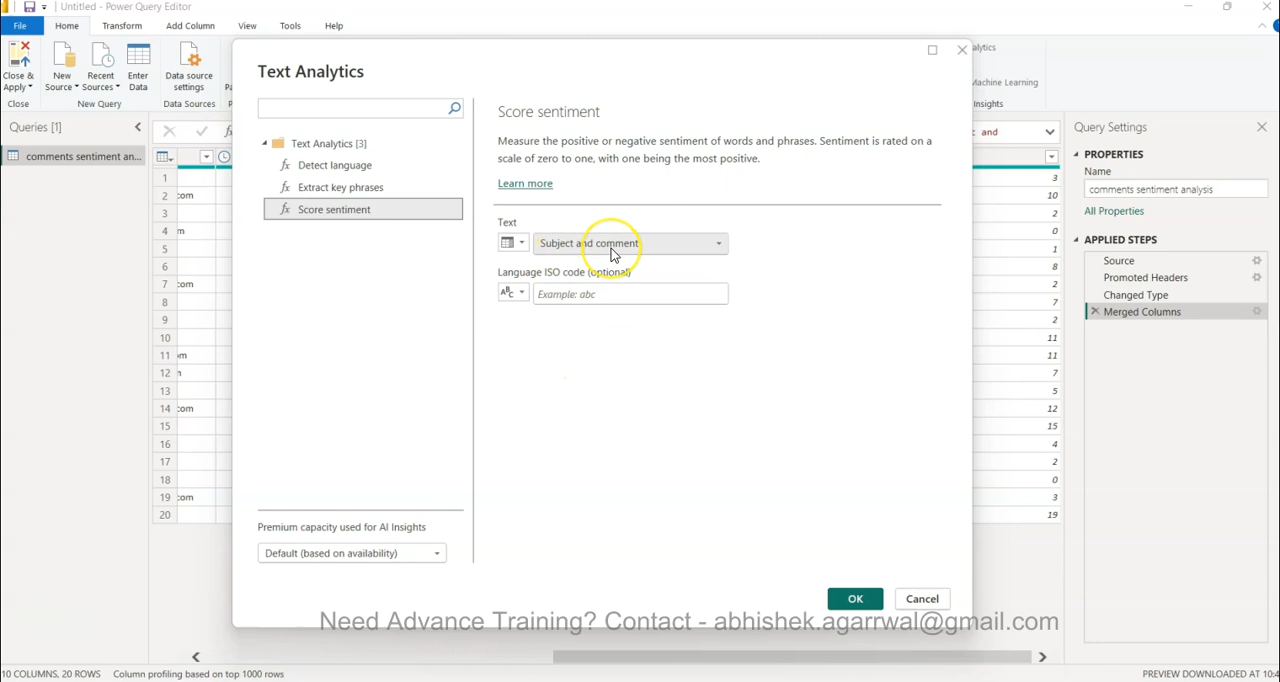 Untitled - Power Query Editor
File
Home
Transform
Add Column
View
Tools
Help
Close &
Apply
Close
New
Source
Recent
Sources
Enter
Data
New Query
Data source
settings
Data Sources
Text Analytics
Machine Learning
Queries [1]
comments sentiment an...
Text Analytics [3]
Detect language
Extract key phrases
Score sentiment
Premium capacity used for AI Insights
Default (based on availability)
Score sentiment
Measure the positive or negative sentiment of words and phrases. Sentiment is rated on a
scale of zero to one, with one being the most positive.
Learn more
Text
Subject and comment
Language ISO code (optional)
Example: abc
OK
Cancel
and
1 3
2 com 10
3 2
4 m 0
5 1
6 8
7 com 2
8 7
9 2
10 11
11 om 11
12 7
13 5
14 com 12
15 15
16 4
17 2
18 0
19 com 3
20 19
Query Settings
PROPERTIES
Name
comments sentiment analysis
All Properties
APPLIED STEPS
Source
Promoted Headers
Changed Type
Merged Columns
Need Advance Training? Contact - abhishek.agarrwal@gmail.com
10 COLUMNS, 20 ROWS
Column profiling based on top 1000 rows
PREVIEW DOWNLOADED AT 10:4